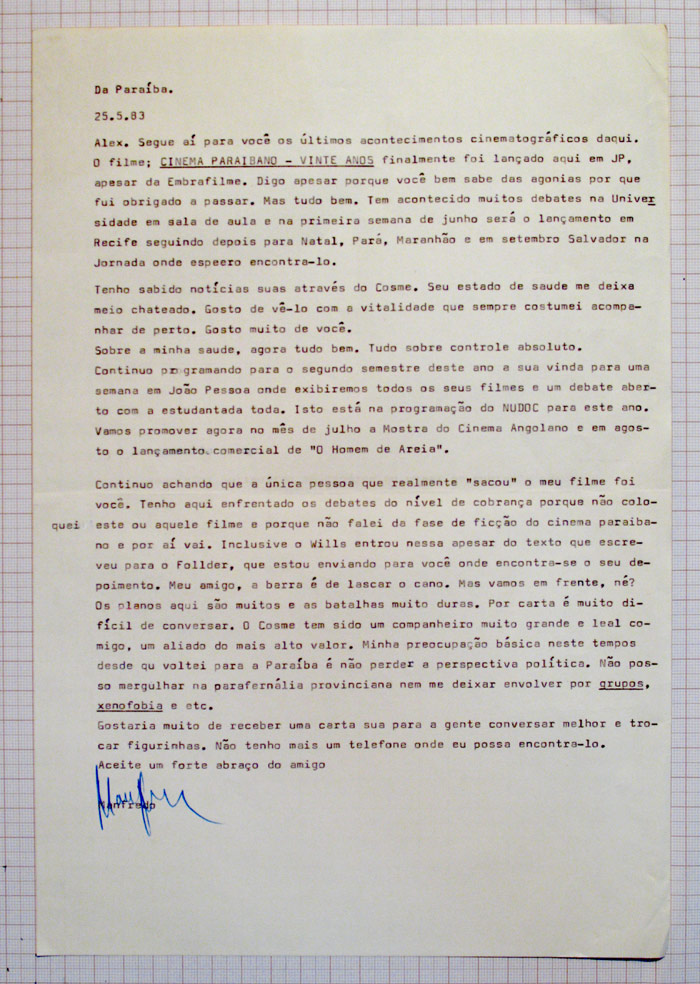 Da Paraíba.
25.5.83
Alex. Segue aí para você os últimos acontecimentos cinematográficos daqui.
O filme; CINEMA PARAIBANO - VINTE ANOS finalmente foi lançado aqui em JP,
apesar da Embrafilme. Digo apesar porque você bem sabe das agonias por que
fui obrigado a passar. Mas tudo bem. Tem acontecido muitos debates na Univer
sidade em sala de aula e na primeira semana de junho será o lançamento em
Recife seguindo depois para Natal, Pará, Maranhão e em setembro Salvador na
Jornada onde espeero encontra-lo.
Tenho sabido notícias suas através do Cosme. Seu estado de saude me deixa
meio chateado. Gosto de vê-lo com a vitalidade que sempre costumei acompa-
nhar de perto. Gosto muito de você.
Sobre a minha saude, agora tudo bem. Tudo sobre controle absoluto.
Continuo programando para o segundo semestre deste ano a sua vinda para uma
semana em João Pessoa onde exibiremos todos os seus filmes e um debate aber-
to com a estudantada toda. Isto está na programação do NUDOC para este ano.
Vamos promover agora no mês de julho a Mostra do Cinema Angolano e em agos-
to o lançamento comercial de "O Homem de Areia".
Continuo achando que a única pessoa que realmente "sacou" o meu filme foi
você. Tenho aqui enfrentado os debates do nível de cobrança porque não colo-
quei este ou aquele filme e porque não falei da fase de ficção do cinema paraiba-
no e por aí vai. Inclusive o Wills entrou nessa apesar do texto que escre-
veu para o Follder, que estou enviando para você onde encontra-se o seu de-
poimento. Meu amigo, a barra é de lascar o cano. Mas vamos em frente, né?
Os planos aqui são muitos e as batalhas muito duras. Por carta é muito di-
fícil de conversar. O Cosme tem sido um companheiro muito grande e leal co-
migo, um aliado do mais alto valor. Minha preocupação básica neste tempos
desde qu voltei para a Paraíba é não perder a perspectiva política. Não pos-
so mergulhar na parafernália provinciana nem me deixar envolver por grupos,
xenofobia e etc.
Gostaria muito de receber uma carta sua para a gente conversar melhor e tro-
car figurinhas. Não tenho mais um telefone onde eu possa encontra-lo.
Aceite um forte abraço do amigo
Manfredo